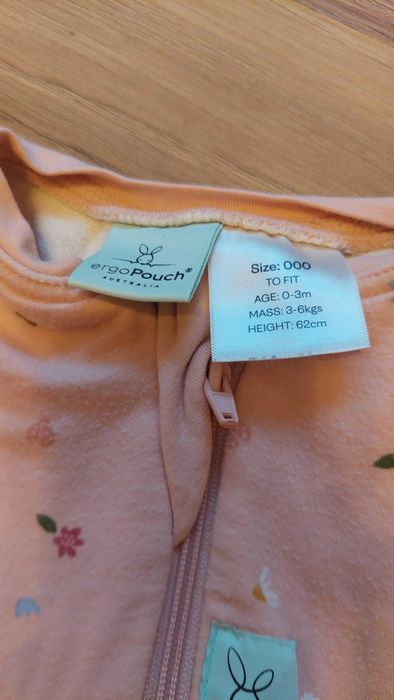 ergoPouch®
AUSTRALIA
Size: 000
TO FIT
AGE: 0-3m
MASS: 3-6kgs
HEIGHT: 62cm